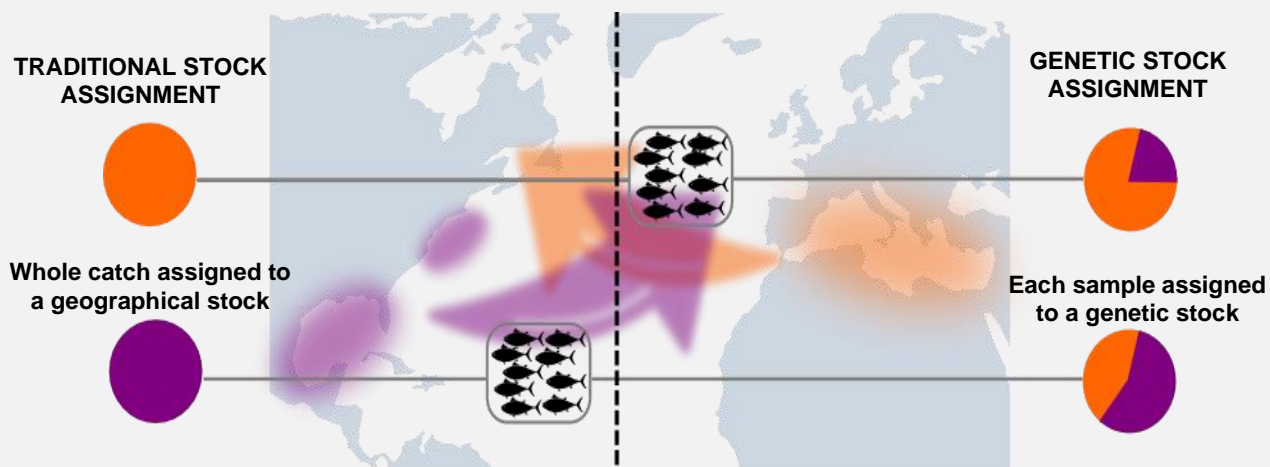 TRADITIONAL STOCK
ASSIGNMENT
Whole catch assigned to
a geographical stock
GENETIC STOCK
ASSIGNMENT
Each sample assigned
to a genetic stock